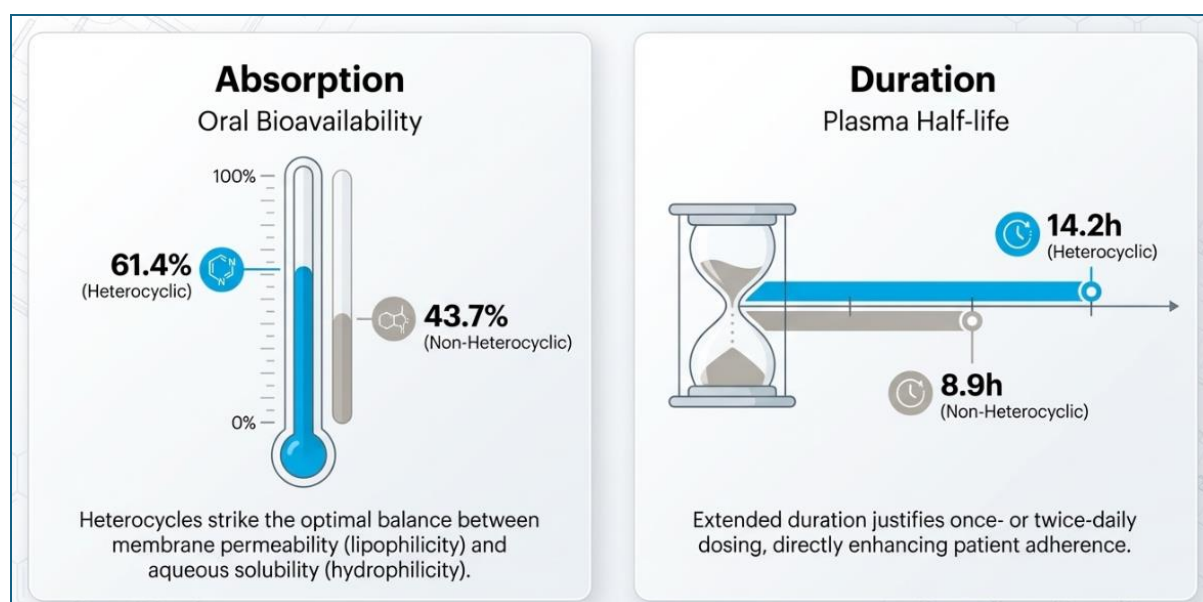 Absorption
Oral Bioavailability
100%
61.4%
(Heterocyclic)
N
N
43.7%
(Non-Heterocyclic)
0%
Heterocycles strike the optimal balance between
membrane permeability (lipophilicity) and
aqueous solubility (hydrophilicity).
Duration
Plasma Half-life
14.2h
(Heterocyclic)
8.9h
(Non-Heterocyclic)
Extended duration justifies once- or twice-daily
dosing, directly enhancing patient adherence.